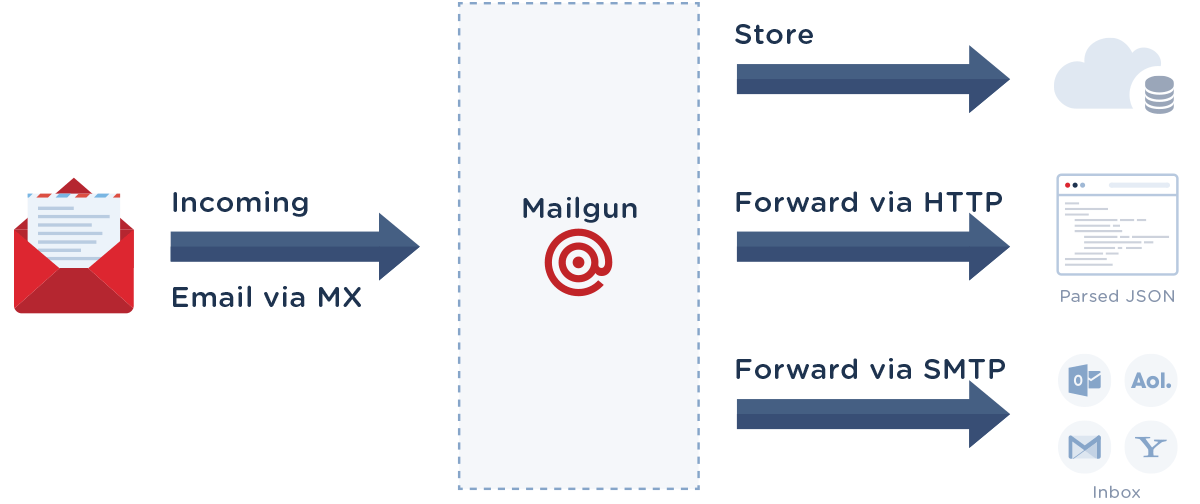 Store
Incoming
Email via MX
Mailgun
Forward via HTTP
Parsed JSON
Forward via SMTP
O
Aol.
M
Y
Inbox